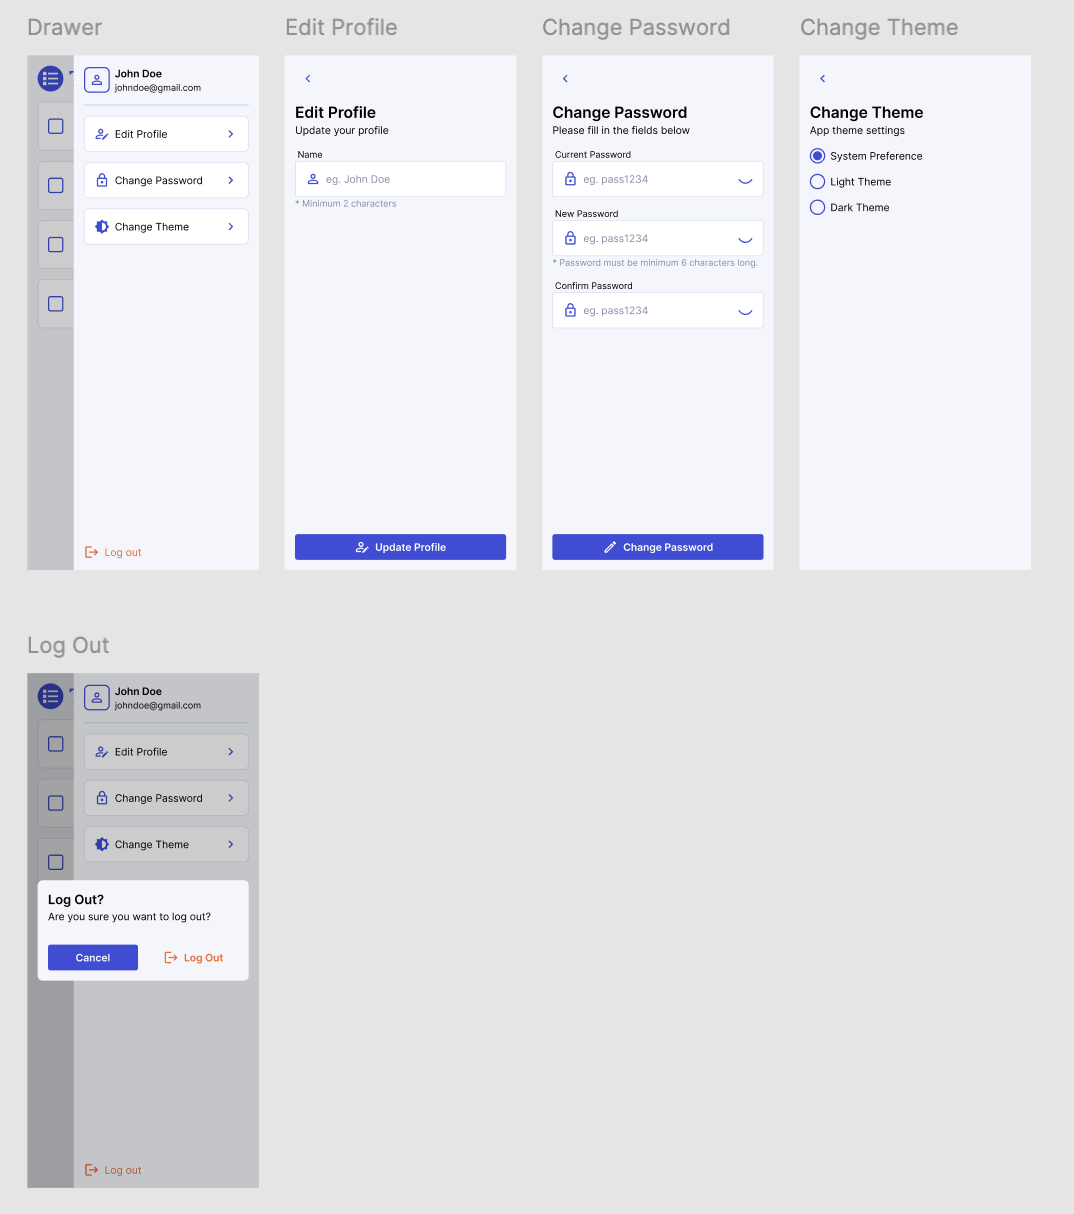 Drawer
John Doe
johndoe@gmail.com
Edit Profile
Change Password
Change Theme
Log out
Edit Profile
Edit Profile
Update your profile
Name
eg. John Doe
* Minimum 2 characters
Update Profile
Change Password
Change Password
Please fill in the fields below
Current Password
eg. pass1234
New Password
eg. pass1234
* Password must be minimum 6 characters long.
Confirm Password
eg. pass1234
Change Password
Change Theme
Change Theme
App theme settings
System Preference
Light Theme
Dark Theme
Log Out
John Doe
johndoe@gmail.com
Edit Profile
Change Password
Change Theme
Log Out?
Are you sure you want to log out?
Cancel
Log Out
Log out